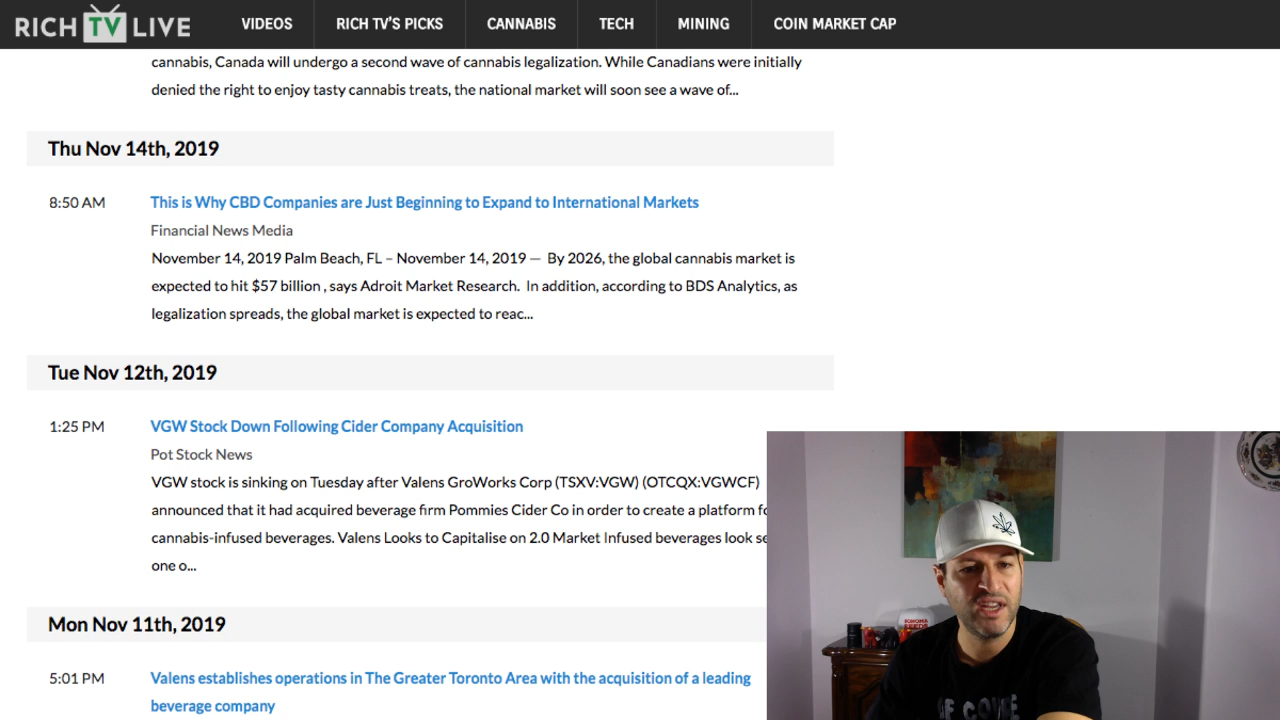 RICH TV LIVE
VIDEOS
RICH TV'S PICKS
CANNABIS
TECH
MINING
COIN MARKET CAP
cannabis, Canada will undergo a second wave of cannabis legalization. While Canadians were initially
denied the right to enjoy tasty cannabis treats, the national market will soon see a wave of...
Thu Nov 14th, 2019
8:50 AM
This is Why CBD Companies are Just Beginning to Expand to International Markets
Financial News Media
November 14, 2019 Palm Beach, FL – November 14, 2019 — By 2026, the global cannabis market is
expected to hit $57 billion , says Adroit Market Research. In addition, according to BDS Analytics, as
legalization spreads, the global market is expected to reac...
Tue Nov 12th, 2019
1:25 PM
VGW Stock Down Following Cider Company Acquisition
Pot Stock News
VGW stock is sinking on Tuesday after Valens GroWorks Corp (TSXV:VGW) (OTCQX:VGWCF)
announced that it had acquired beverage firm Pommies Cider Co in order to create a platform
cannabis-infused beverages. Valens Looks to Capitalise on 2.0 Market Infused beverages look
one o...
Mon Nov 11th, 2019
5:01 PM
Valens establishes operations in The Greater Toronto Area with the acquisition of a leading
beverage company